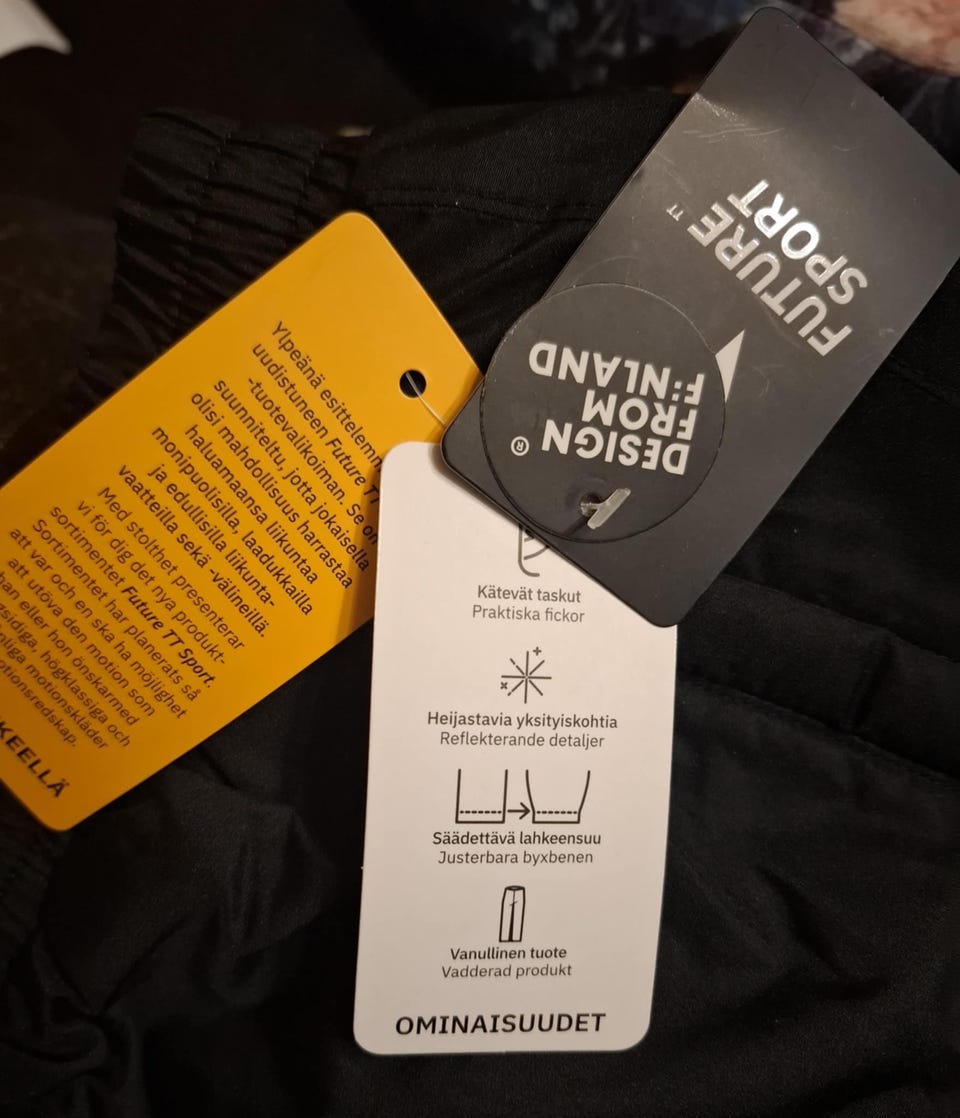 FUTURE TT
SPORT
DESIGN
FROM
FINLAND
®
Ylpeänä esittelemme
uudistuneen Future TT
-tuotevalikoiman. Se on
suunniteltu, jotta jokaisella
olisi mahdollisuus harrastaa
haluamaansa liikuntaa
monipuolisilla, laadukkailla
ja edullisilla liikunta-
vaatteilla sekä -välineillä.
Med stolthet presenterar
vi för dig det nya produkt-
sortimentet Future TT Sport.
Sortimentet har planerats så
att var och en ska ha möjlighet
att utöva den motion som
han eller hon önskar med
högklassiga och
motionskläder
motionsredskap.
Kätevät taskut
Praktiska fickor
Heijastavia yksityiskohtia
Reflekterande detaljer
Säädettävä lahkeensuu
Justerbara byxbenen
Vanullinen tuote
Vadderad produkt
OMINAISUUDET